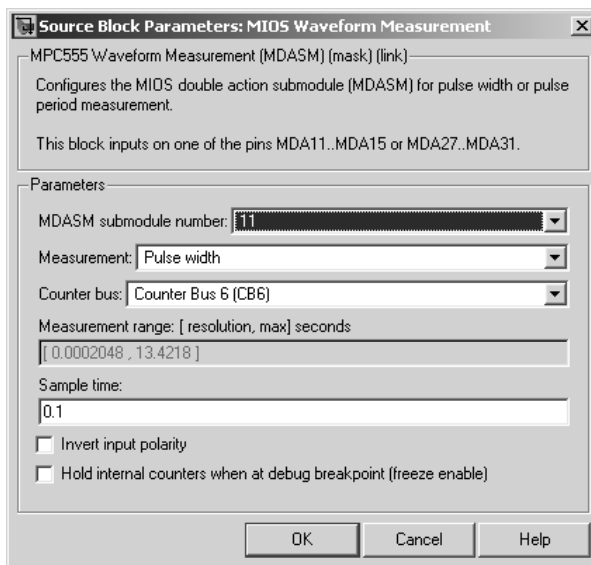 Source Block Parameters: MIOS Waveform Measurement
MPC555 Waveform Measurement (MDASM) (mask) (link)
Configures the MIOS double action submodule (MDASM) for pulse width or pulse
period measurement.
This block inputs on one of the pins MDA11..MDA15 or MDA27..MDA31.
Parameters
MDASM submodule number: 11
Measurement: Pulse width
Counter bus: Counter Bus 6 (CB6)
Measurement range: [ resolution, max] seconds
[ 0.0002048 , 13.4218 ]
Sample time:
0.1
Invert input polarity
Hold internal counters when at debug breakpoint (freeze enable)
OK Cancel Help